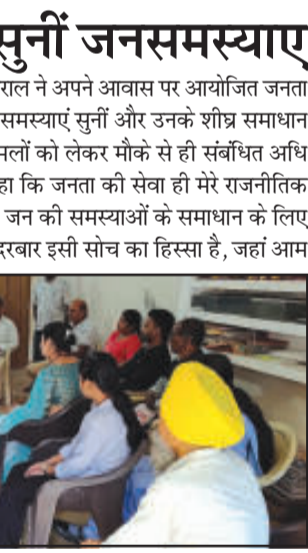 सुनीं जनसमस्याए
राल ने अपने आवास पर आयोजित जनता
समस्याएं सुनीं और उनके शीघ्र समाधान
मलों को लेकर मौके से ही संबंधित अधि
हा कि जनता की सेवा ही मेरे राजनीतिक
जन की समस्याओं के समाधान के लिए
दरबार इसी सोच का हिस्सा है, जहां आम